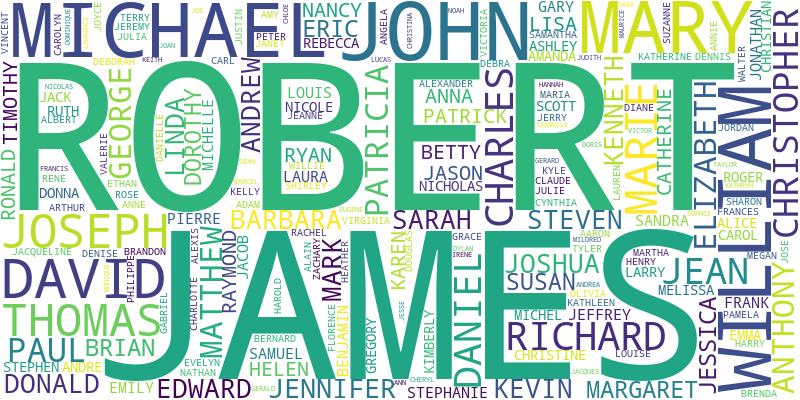 MICHAEL
JOHN
MARY
ROBERT
JAMES
WILLIAM
CHRISTOPHER
VINCENT
CAROLYN
DOMINIQUE
LAWRENCE
JOYCE
TERRY
JEREMY
JULIA
JOE
JOAN
JUSTIN
AMY
CHLOE
PETER
JANET
NANCY
ERIC
REBECCA
ANGELA
CHRISTINA
NOAH
VICTORIA
GARY
LISA
SAMANTHA
ASHLEY
AMANDA
SARA
MAURICE
SUZANNE
ANNIE
JUDITH
KATHERINE
DENNIS
WALTER
JONATHAN
CHRISTIAN
TIMOTHY
NICOLAS
JACK
RUTH
ALBERT
DEBORAH
KEITH
CARL
LUCAS
DEBRA
GEORGE
VALERIE
DANIELLE
LINDA
DOROTHY
MICHELLE
ANDREW
LOUIS
NICOLE
JEANNE
RYAN
WILLIE
LAURA
SHIRLEY
SEAN
MARCEL
KELLY
ADAM
EUGENE
VIRGINIA
PATRICIA
ALEXANDER
ANNA
PATRICK
BETTY
JASON
NICHOLAS
CHARLES
HANNAH
MARIA
SCOTT
JERRY
ISABELLE
VICTOR
GERARD
KYLE
CLAUDE
JULIE
CYNTHIA
DORIS
LAUREN
KENNETH
DIANE
MARIE
CATHERINE
ELIZABETH
JORDAN
TAYLOR
ROGER
KATHRYN
SHARON
FRANCES
ALICE
CAROL
SOPHIE
MEGAN
JOSE
RONALD
FRANCIS
RENE
DONNA
ARTHUR
ETHAN
ROSE
ANNE
JOSEPH
PIERRE
BARBARA
SARAH
STEVEN
SANDRA
JACQUELINE
DENISE
BRANDON
PHILIPPE
MONIQUE
ALEXIS
CHARLOTTE
GABRIEL
MATTHEW
RAYMOND
JACOB
HAROLD
RACHEL
ALAIN
ZACHARY
FLORENCE
MARK
HEATHER
BENJAMIN
GREGORY
KAREN
DOUGLAS
JESSE
KIMBERLY
GRACE
DYLAN
IRENE
DANIEL
MILDRED
AARON
TYLER
JOSHUA
SUSAN
ANDREA
OLIVIA
KATHLEEN
MICHEL
JEFFREY
MARTHA
HENRY
LARRY
JEAN
MELISSA
FRANK
PAMELA
EMMA
HARRY
ANTHONY
DAVID
THOMAS
PAUL
BRIAN
STEPHEN
ANDRE
DONALD
EMILY
EVELYN
NATHAN
EDWARD
BERNARD
SAMUEL
HELEN
GERALD
JENNIFER
ANN
CHERYL
STEPHANIE
RICHARD
CHRISTINE
LOUISE
JACQUES
KEVIN
MARGARET
JESSICA
BRENDA